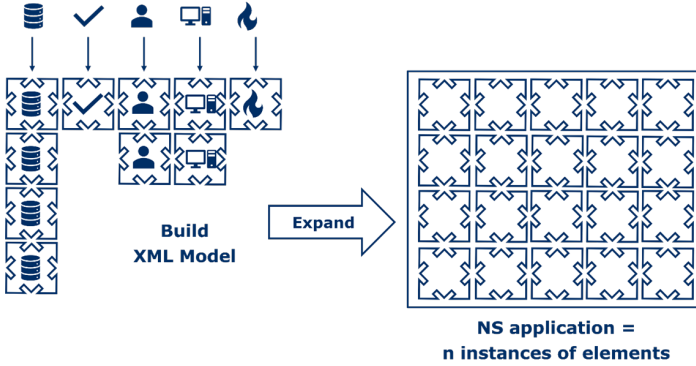 Build
XML Model
Expand
NS application =
n instances of elements